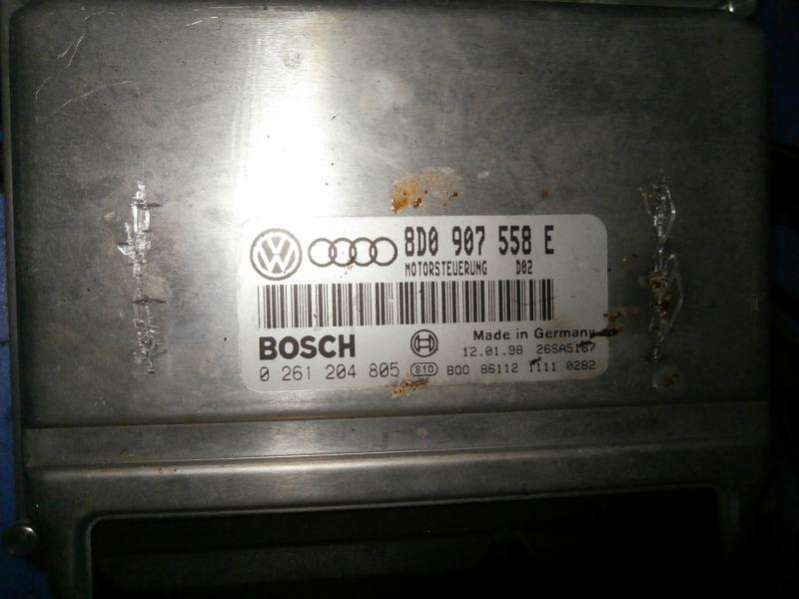 8D0 907 558 E
MOTORSTEUERUNG D02
BOSCH
Made in Germany
12.01.98 26SA5167
0 261 204 805 810 B00 86112 1111 0282